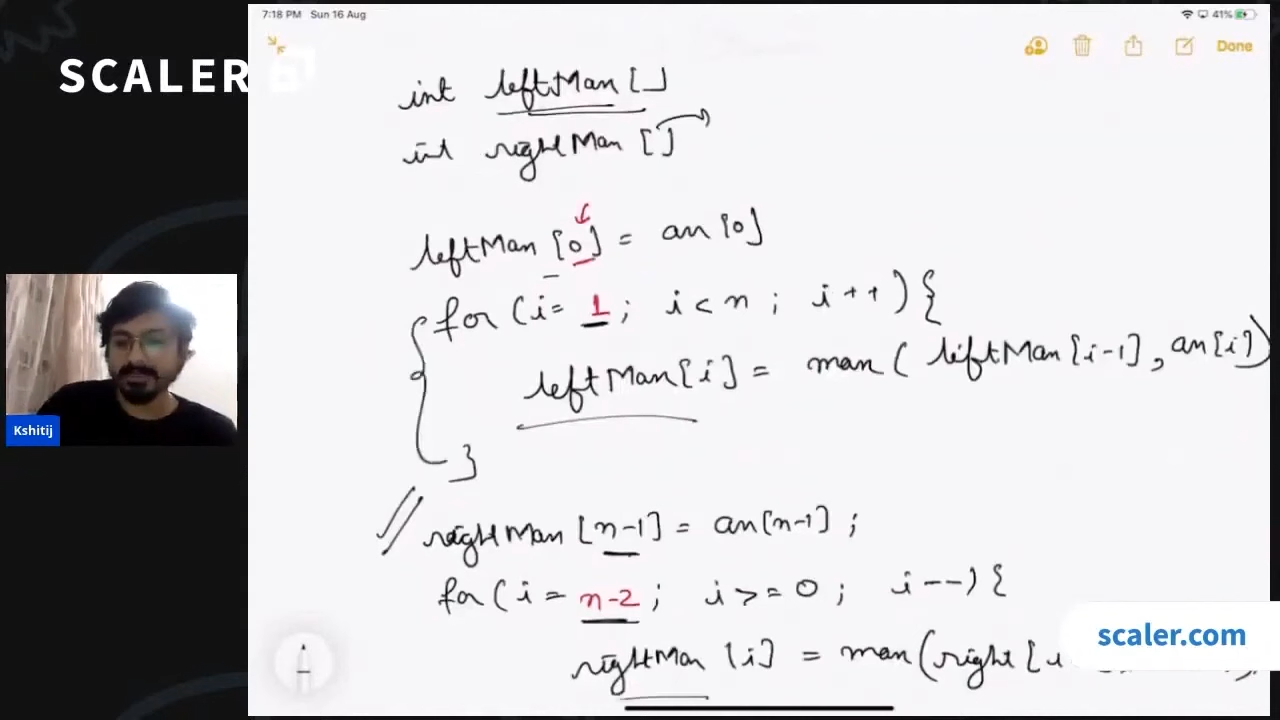 7:18 PM Sun 16 Aug
41%
Done
SCALER
int leftMax []
int rightMax []
leftMax [0] = arr [0]
for (i = 1; i < n; i++) {
leftMax[i] = max( leftMax[i-1], arr[i])
}
Kshitij
// rightMax [n-1] = arr[n-1];
for (i = n-2; i >= 0; i--) {
scaler.com
rightMax [i] = max(right[i